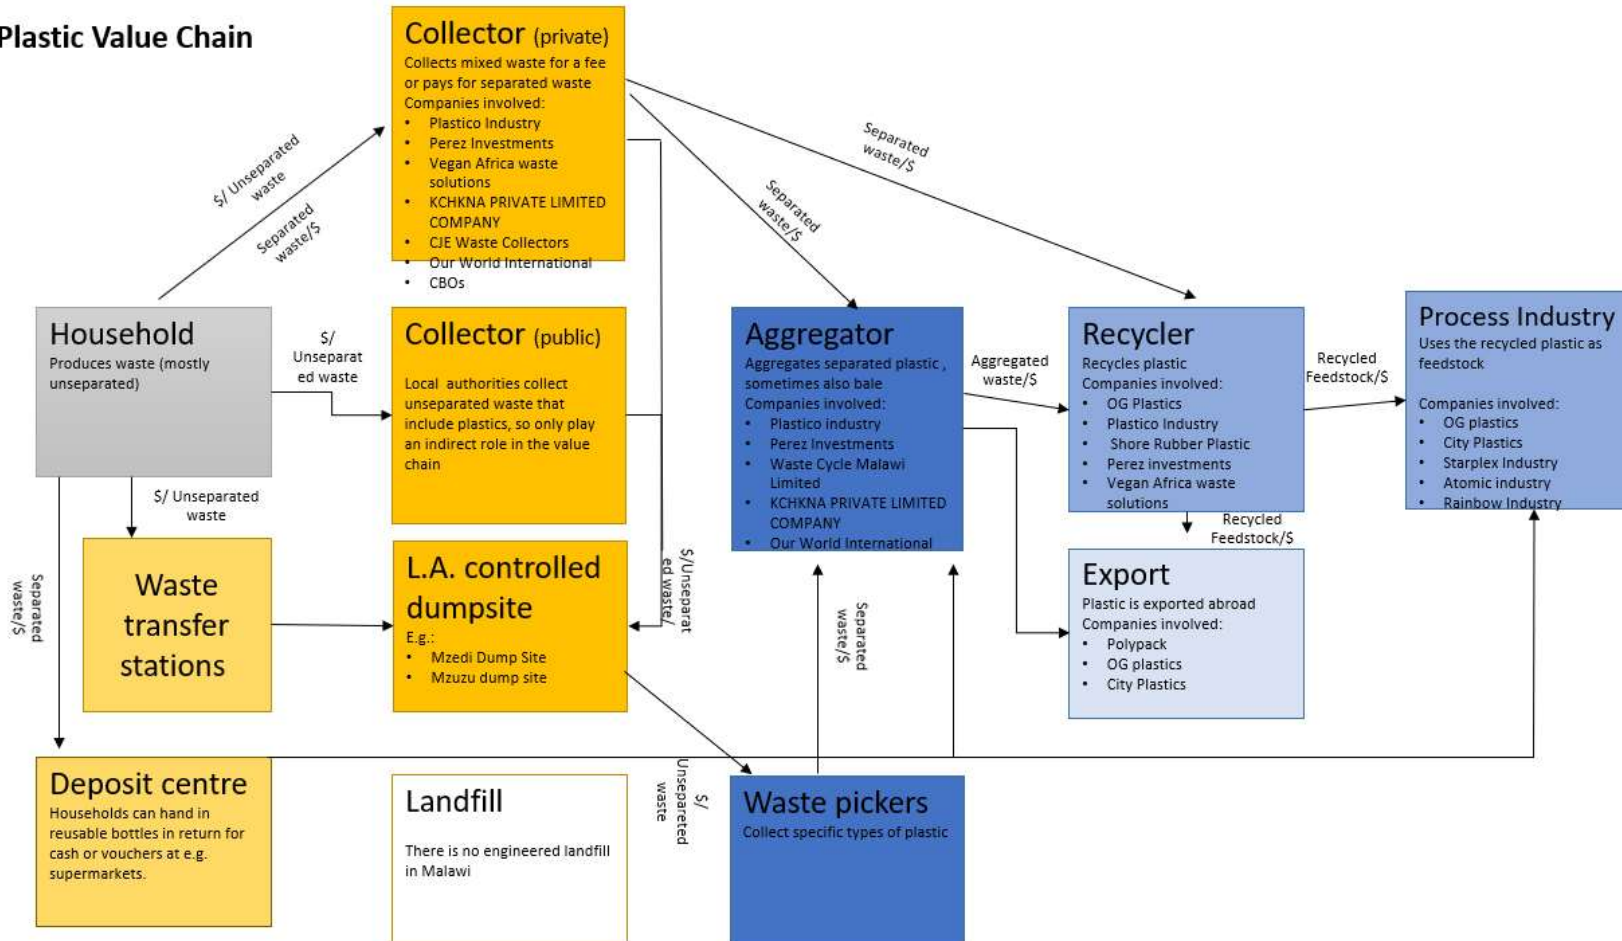 Plastic Value Chain
Collector (private)
Collects mixed waste for a fee
or pays for separated waste
Companies involved:
• Plastico Industry
• Perez Investments
• Vegan Africa waste
solutions
• KCHKNA PRIVATE LIMITED
COMPANY
• CJE Waste Collectors
• Our World International
• CBOs
$/ Unseparated
waste
Separated
waste/$
Separated
waste/$
Separated
waste/$
Household
Produces waste (mostly
unseparated)
$/
Unseparat
ed waste
Collector (public)
Local authorities collect
unseparated waste that
include plastics, so only play
an indirect role in the value
chain
Aggregator
Aggregates separated plastic ,
sometimes also bale
Companies involved:
• Plastico industry
• Perez Investments
• Waste Cycle Malawi
Limited
• KCHKNA PRIVATE LIMITED
COMPANY
• Our World International
Aggregated
waste/$
Recycler
Recycles plastic
Companies involved:
• OG Plastics
• Plastico Industry
• Shore Rubber Plastic
• Perez investments
• Vegan Africa waste
solutions
Recycled
Feedstock/$
Process Industry
Uses the recycled plastic as
feedstock
Companies involved:
• OG plastics
• City Plastics
• Starplex Industry
• Atomic industry
• Rainbow Industry
$/ Unseparated
waste
Recycled
Feedstock/$
Separated
waste/$
Waste
transfer
stations
L.A. controlled
dumpsite
E.g.:
• Mzedi Dump Site
• Mzuzu dump site
$/Unseparat
ed waste/
Separated
waste/$
Export
Plastic is exported abroad
Companies involved:
• Polypack
• OG plastics
• City Plastics
Deposit centre
Households can hand in
reusable bottles in return for
cash or vouchers at e.g.
supermarkets.
Landfill
There is no engineered landfill
in Malawi
$/
Unsepareted
waste
Waste pickers
Collect specific types of plastic